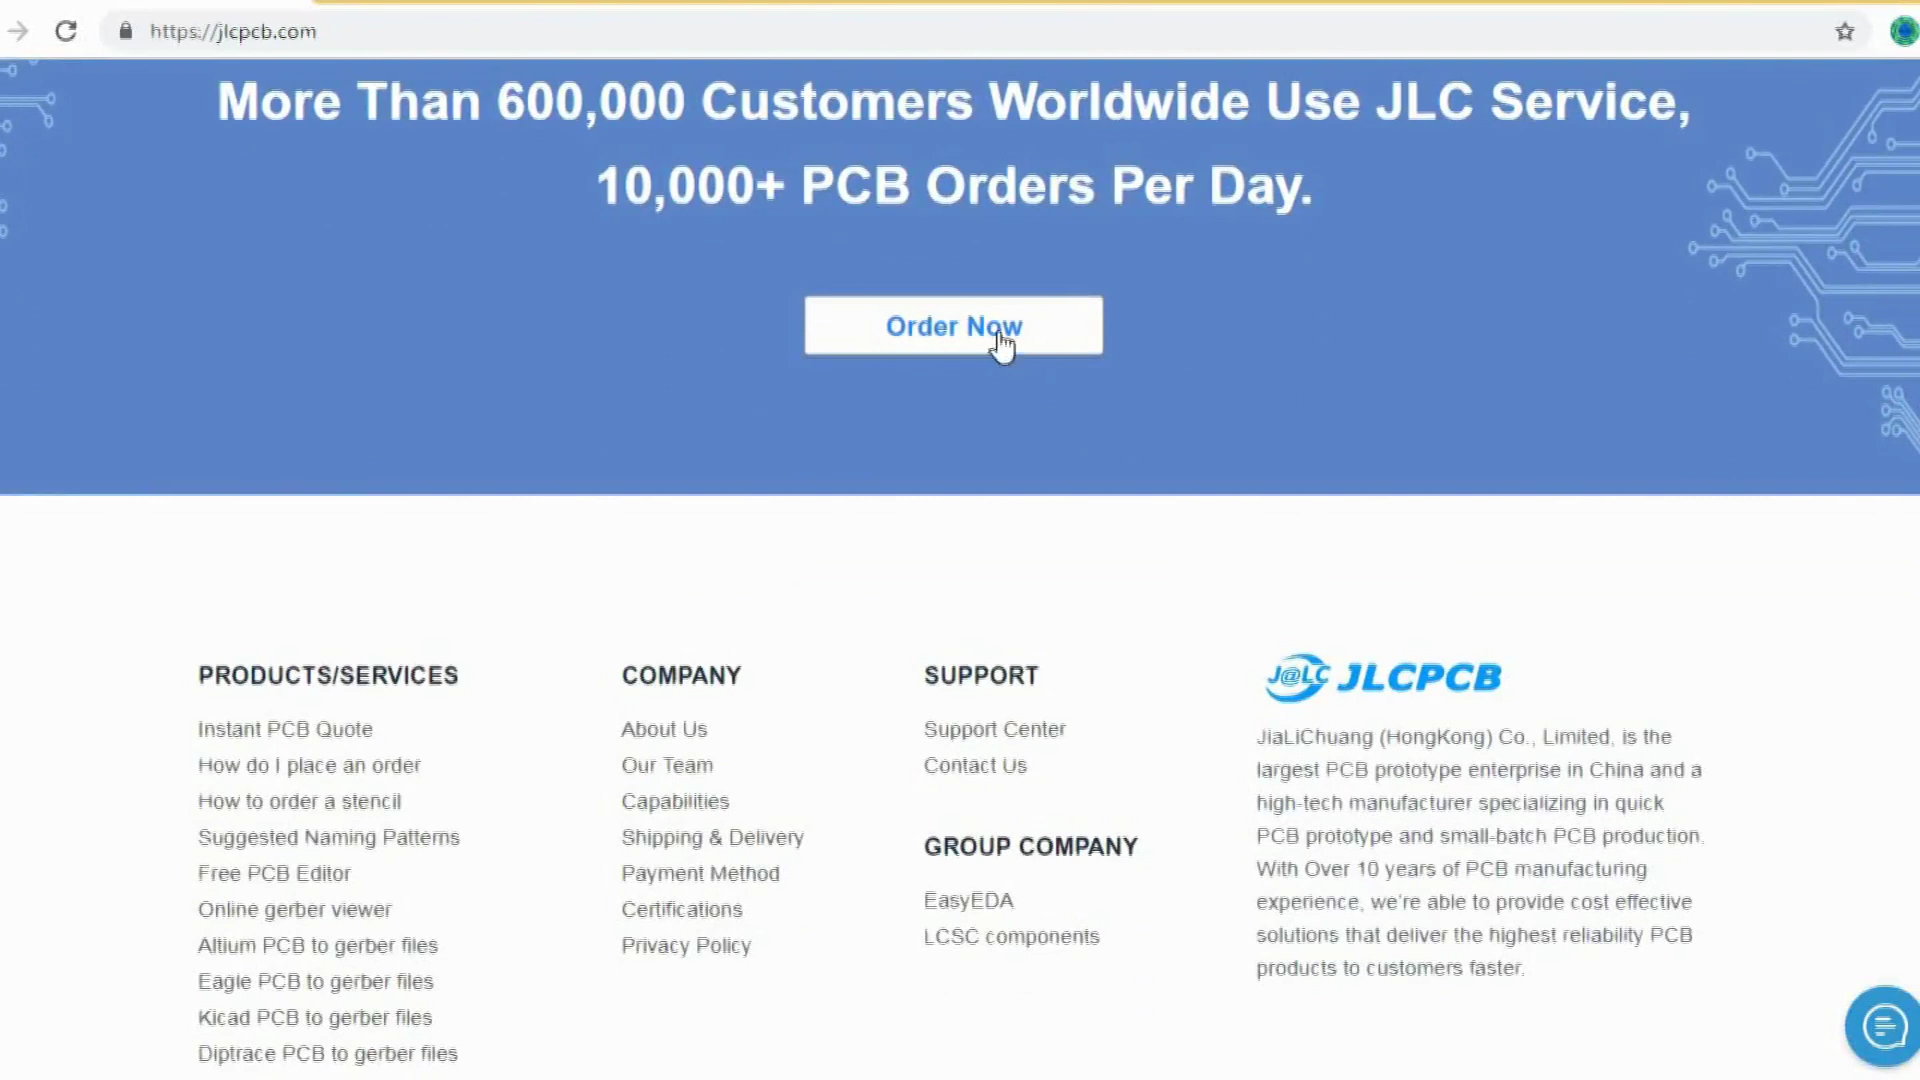 https://jlcpcb.com
More Than 600,000 Customers Worldwide Use JLC Service,
10,000+ PCB Orders Per Day.
Order Now
PRODUCTS/SERVICES
Instant PCB Quote
How do I place an order
How to order a stencil
Suggested Naming Patterns
Free PCB Editor
Online gerber viewer
Altium PCB to gerber files
Eagle PCB to gerber files
Kicad PCB to gerber files
Diptrace PCB to gerber files
COMPANY
About Us
Our Team
Capabilities
Shipping & Delivery
Payment Method
Certifications
Privacy Policy
SUPPORT
Support Center
Contact Us
GROUP COMPANY
EasyEDA
LCSC components
J@LC JLCPCB
JiaLiChuang (HongKong) Co., Limited, is the
largest PCB prototype enterprise in China and a
high-tech manufacturer specializing in quick
PCB prototype and small-batch PCB production.
With Over 10 years of PCB manufacturing
experience, we're able to provide cost effective
solutions that deliver the highest reliability PCB
products to customers faster.